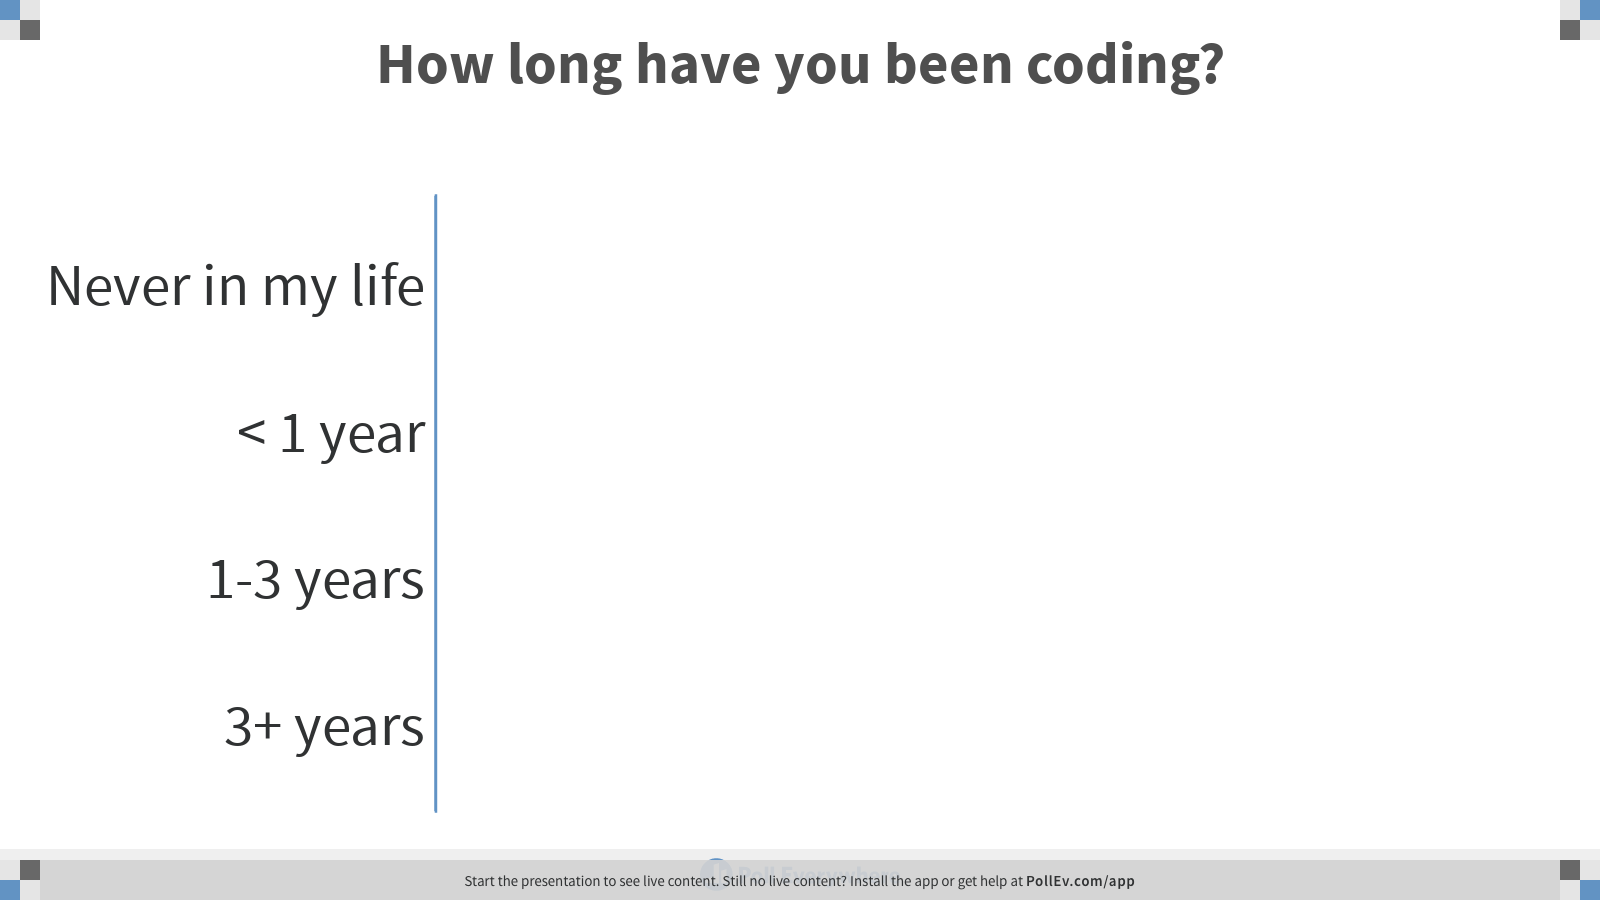 How long have you been coding?
Never in my life
< 1 year
1-3 years
3+ years
Start the presentation to see live content. Still no live content? Install the app or get help at PollEv.com/app